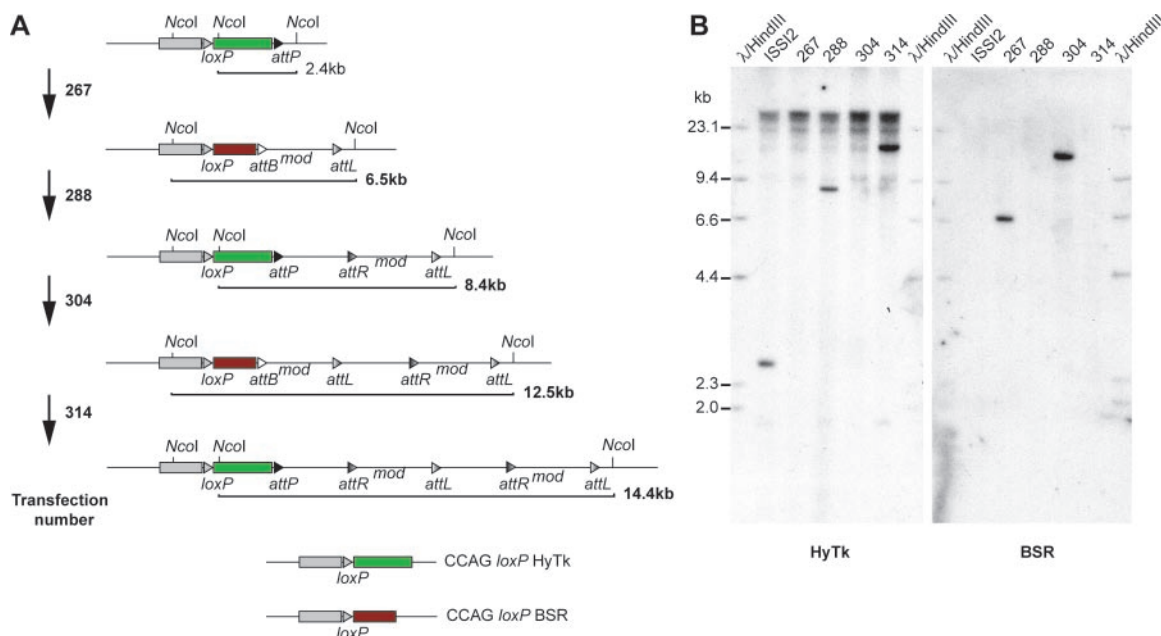 A
NcoI NcoI NcoI
loxP attP
2.4kb
267
NcoI NcoI
loxP attB mod attL
6.5kb
288
NcoI NcoI NcoI
loxP attP attR mod attL
8.4kb
304
NcoI NcoI
loxP attB mod attL attR mod attL
12.5kb
314
NcoI NcoI NcoI
loxP attP attR mod attL attR mod attL
14.4kb
Transfection
number
loxP CCAG loxP HyTk
loxP CCAG loxP BSR
B
λ/HindIII ISSI2 267 288 304 314 λ/HindIII
λ/HindIII ISSI2 267 288 304 314 λ/HindIII
kb
23.1
9.4
6.6
4.4
2.3
2.0
HyTk BSR